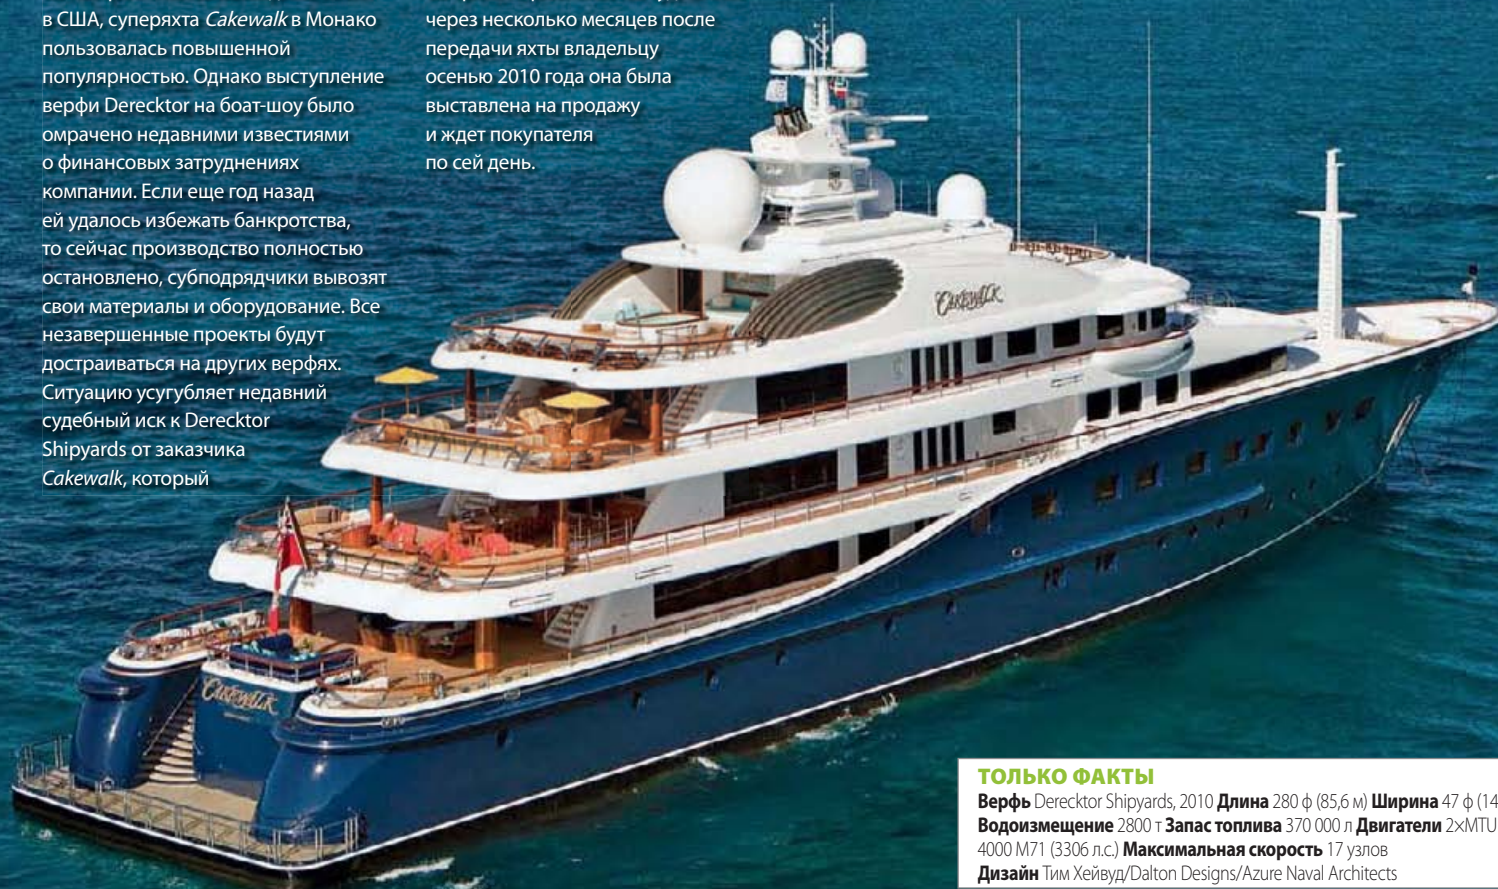 в США, суперяхта Cakewalk в Монако
пользовалась повышенной
популярностью. Однако выступление
верфи Derecktor на боат-шоу было
омрачено недавними известиями
о финансовых затруднениях
компании. Если еще год назад
ей удалось избежать банкротства,
то сейчас производство полностью
остановлено, субподрядчики вывозят
свои материалы и оборудование. Все
незавершенные проекты будут
достраиваться на других верфях.
Ситуацию усугубляет недавний
судебный иск к Derecktor
Shipyards от заказчика
Cakewalk, который
через несколько месяцев после
передачи яхты владельцу
осенью 2010 года она была
выставлена на продажу
и ждет покупателя
по сей день.
CAKEWALK
CAKEWALK
ТОЛЬКО ФАКТЫ
Верфь Derecktor Shipyards, 2010 Длина 280 ф (85,6 м) Ширина 47 ф (14
Водоизмещение 2800 т Запас топлива 370 000 л Двигатели 2×MTU
4000 M71 (3306 л.с.) Максимальная скорость 17 узлов
Дизайн Тим Хейвуд/Dalton Designs/Azure Naval Architects